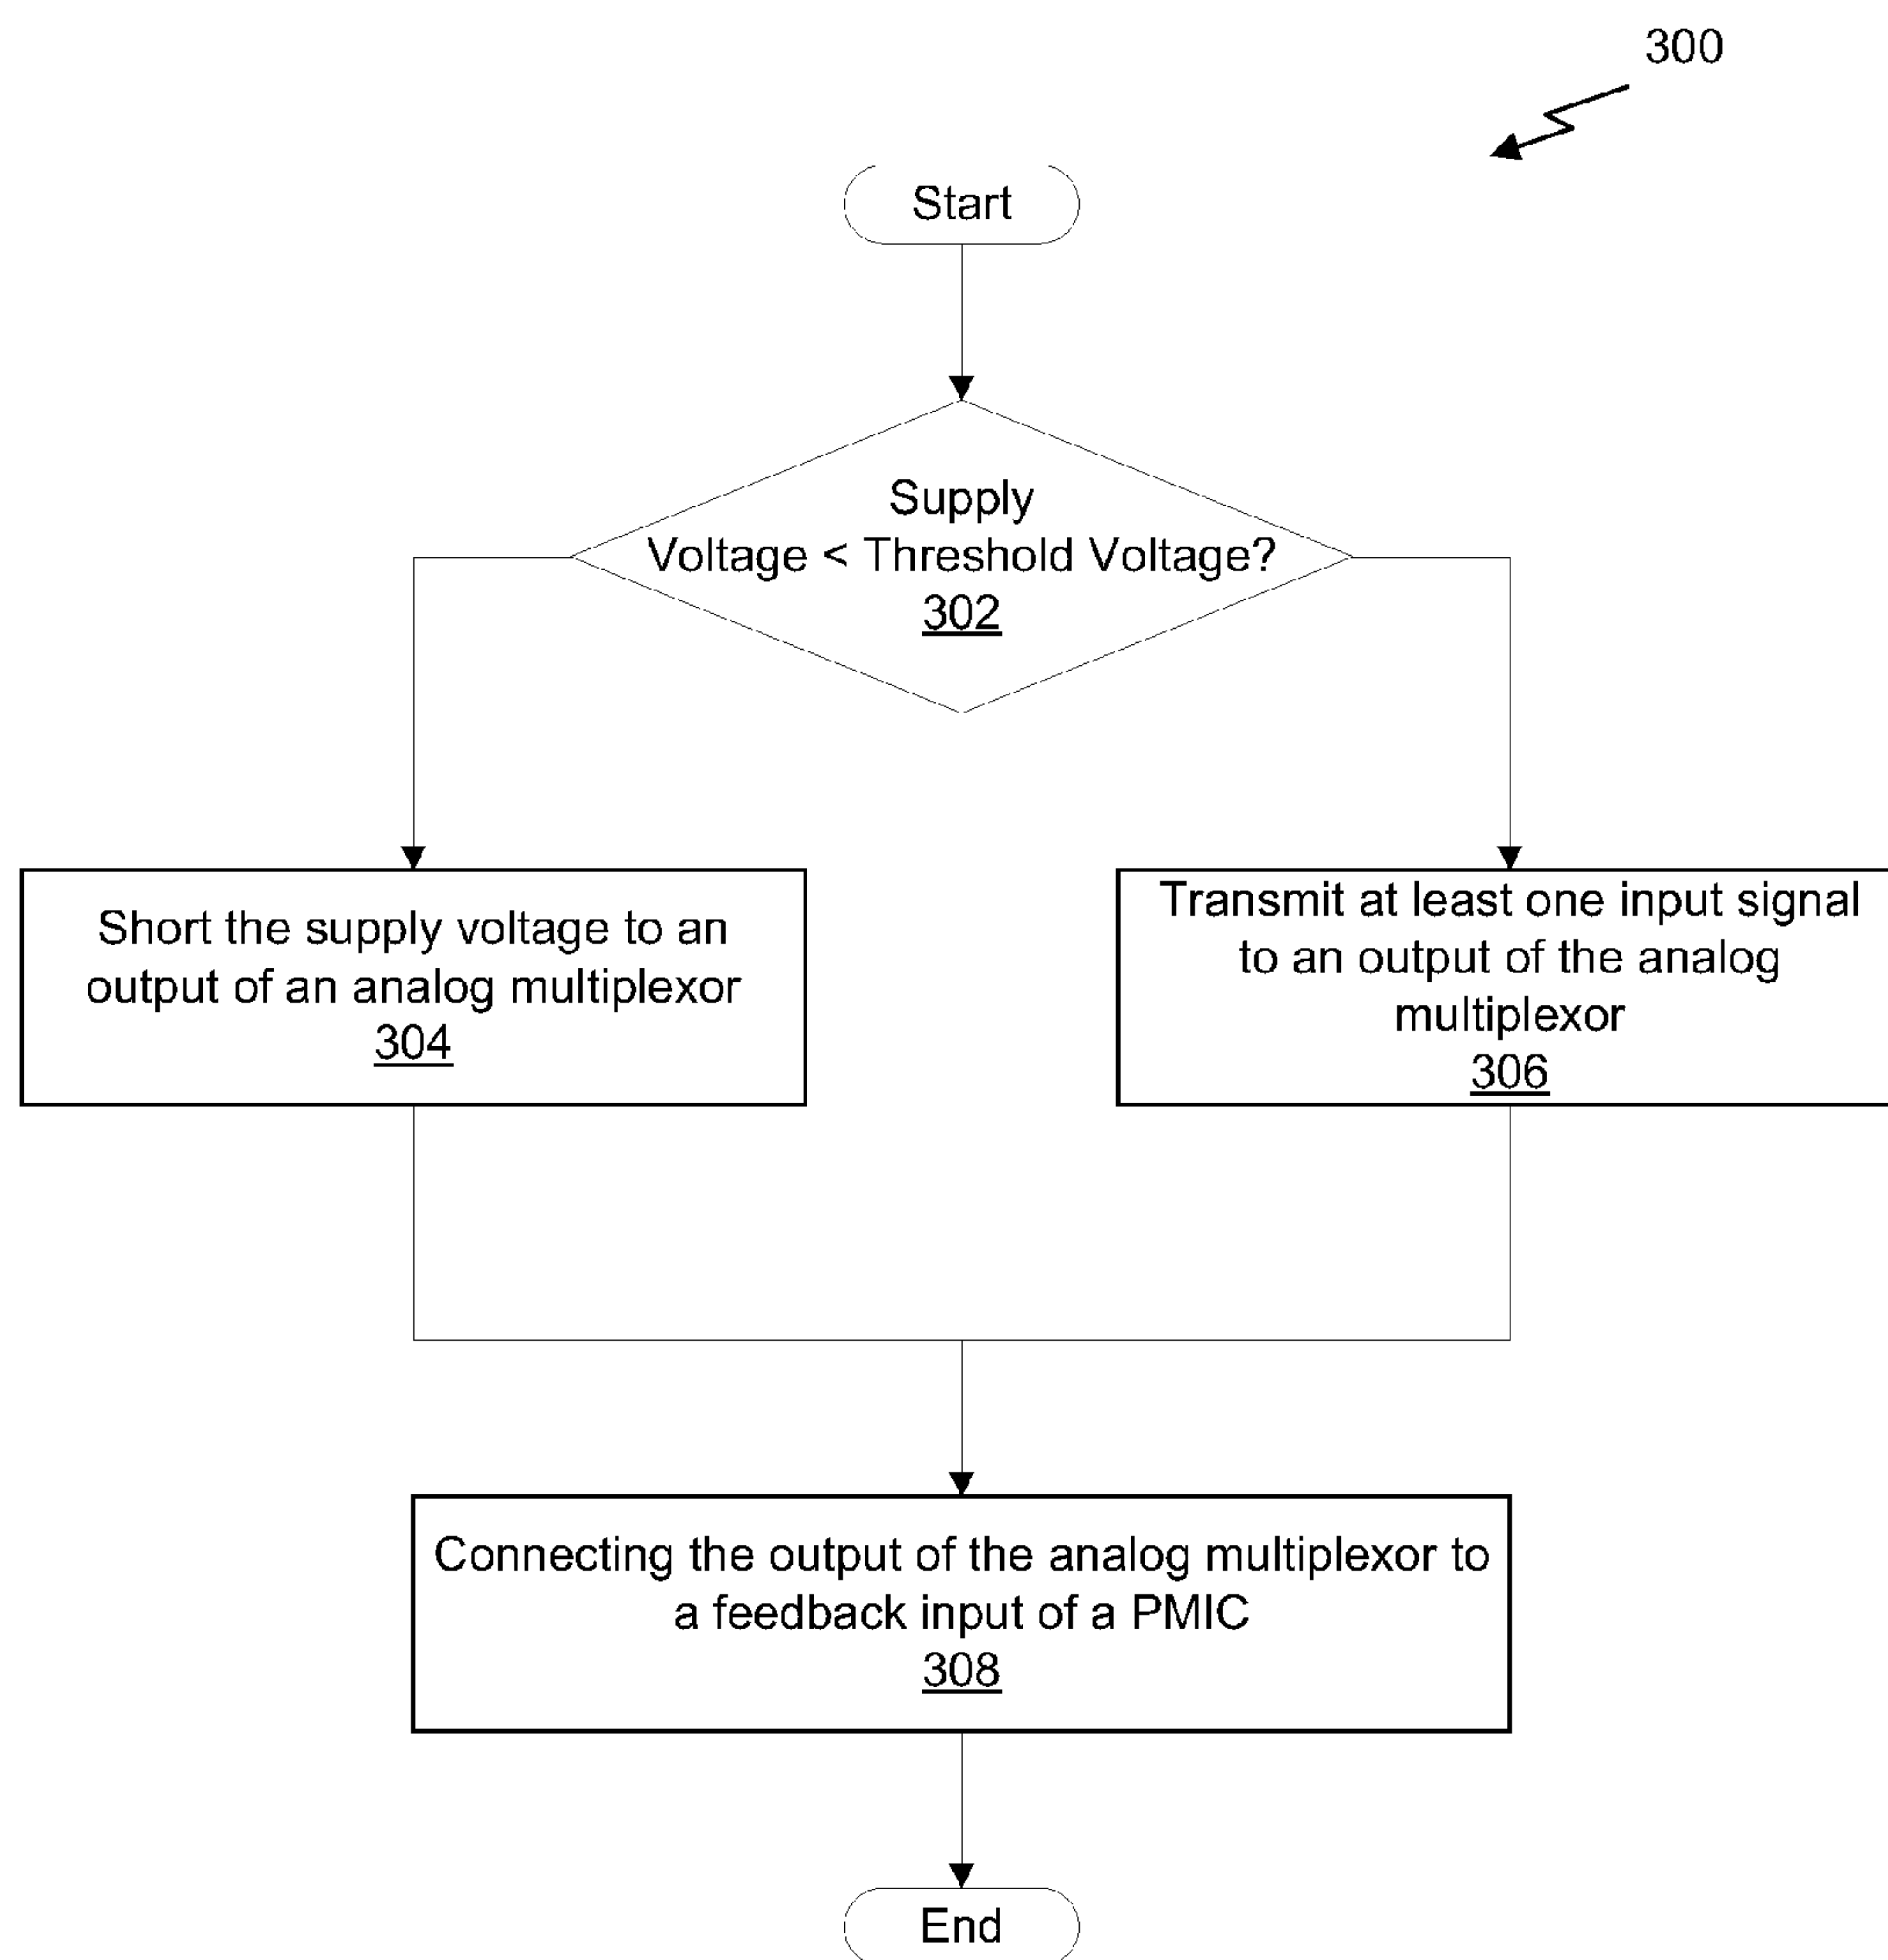 300
Start
Supply
Voltage < Threshold Voltage?
302
Short the supply voltage to an
output of an analog multiplexor
304
Transmit at least one input signal
to an output of the analog
multiplexor
306
Connecting the output of the analog multiplexor to
a feedback input of a PMIC
308
End